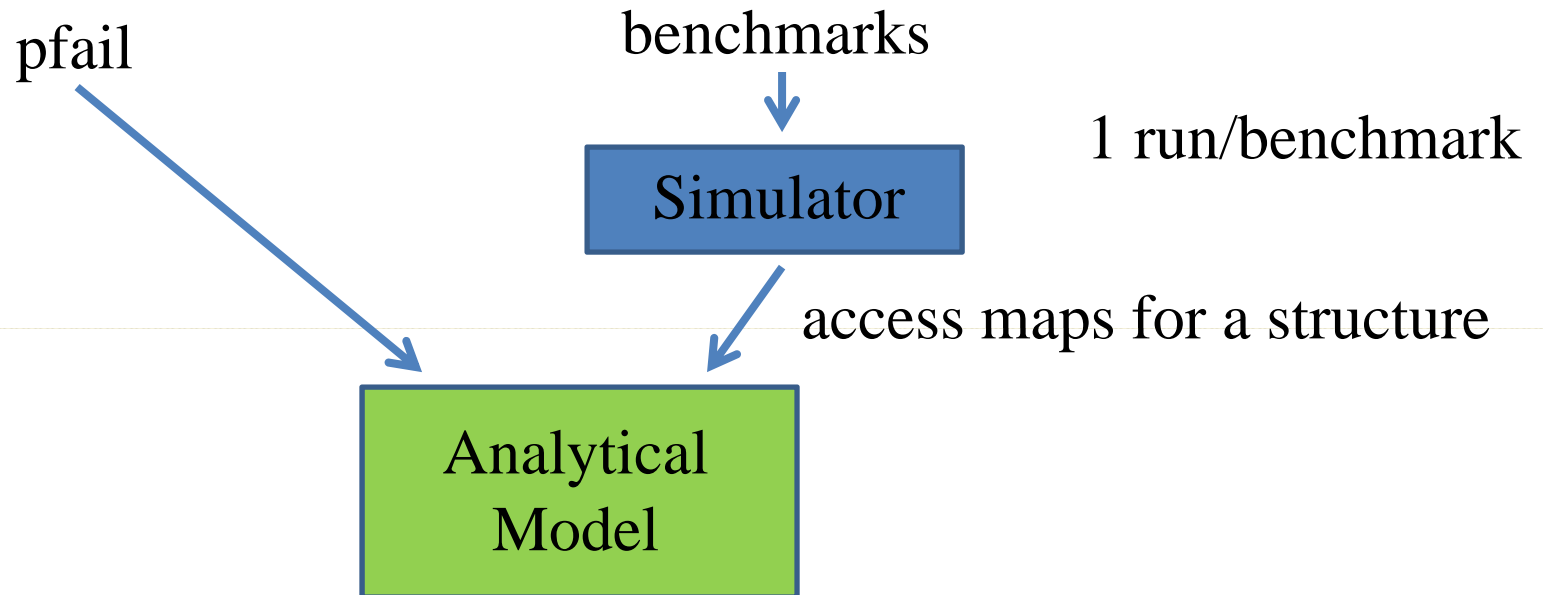 pfail
benchmarks
1 run/benchmark
Simulator
access maps for a structure
Analytical
Model